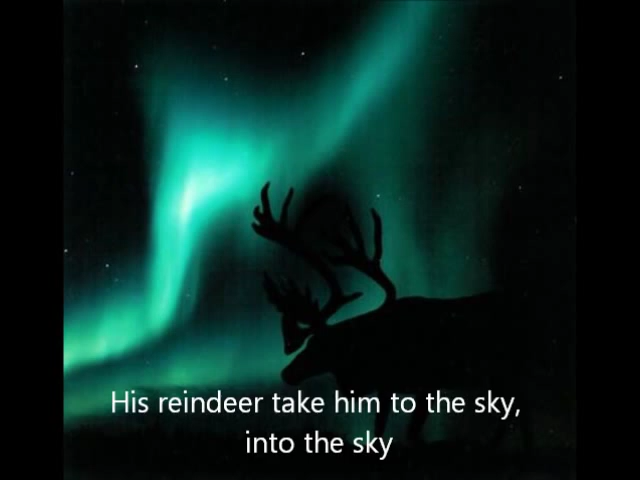 His reindeer take him to the sky,
into the sky